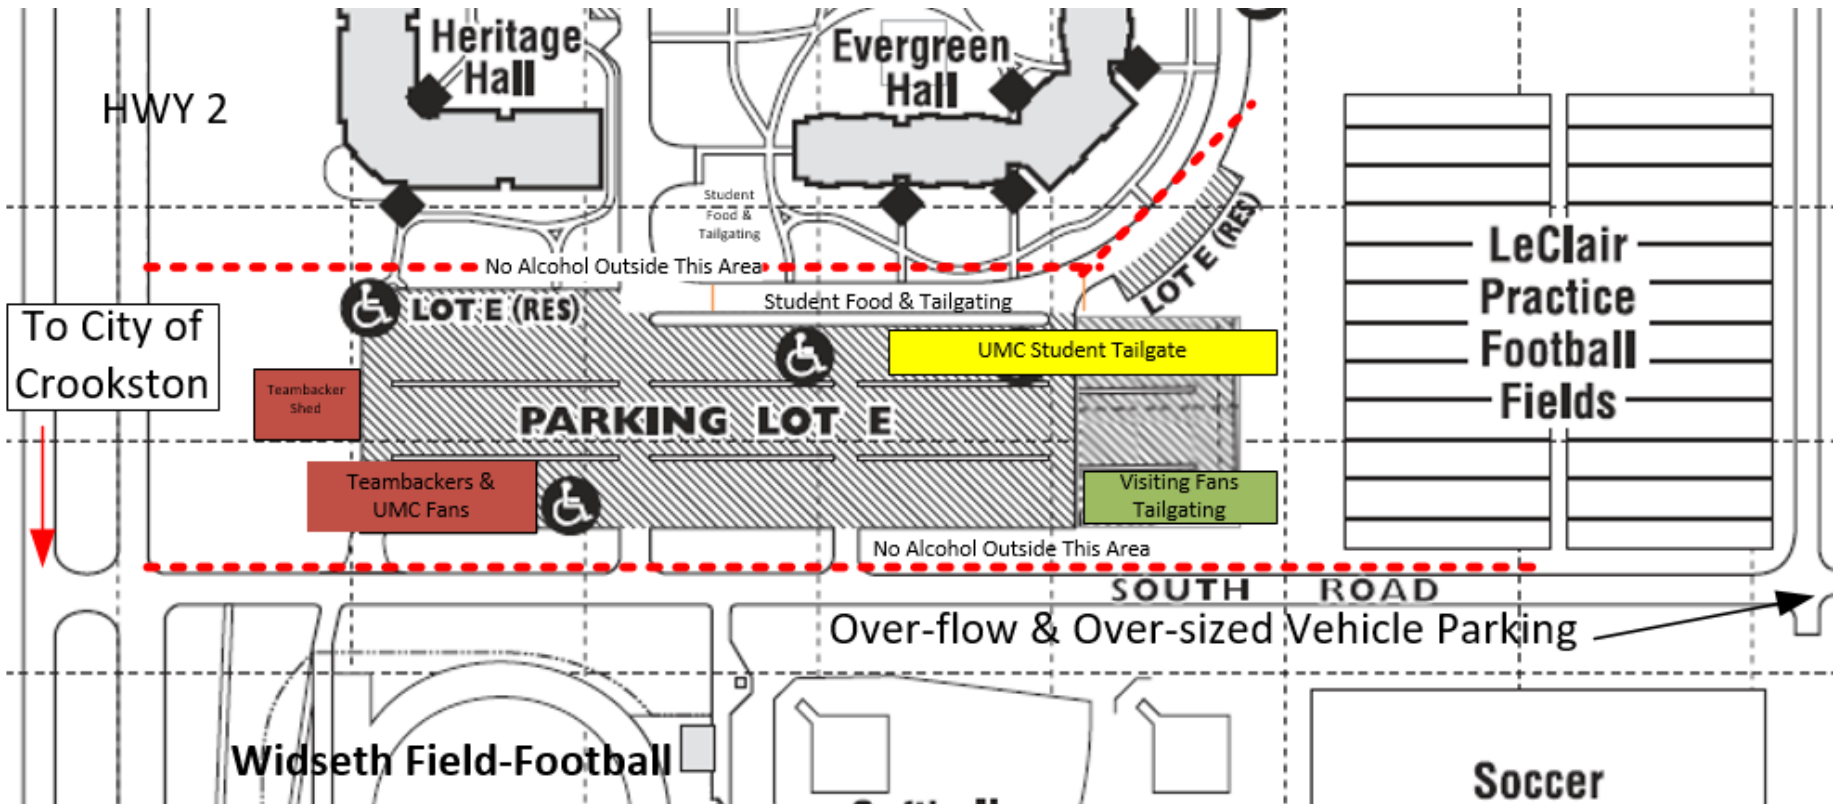 Heritage
Hall
Evergreen
Hall
HWY 2
Student
Food &
Tailgating
No Alcohol Outside This Area
LOT E (RES)
LOT E (RES)
Student Food & Tailgating
To City of
Crookston
UMC Student Tailgate
Teambacker
Shed
PARKING LOT E
LeClair
Practice
Football
Fields
Teambackers &
UMC Fans
Visiting Fans
Tailgating
No Alcohol Outside This Area
SOUTH ROAD
Over-flow & Over-sized Vehicle Parking
Widseth Field-Football
Soccer